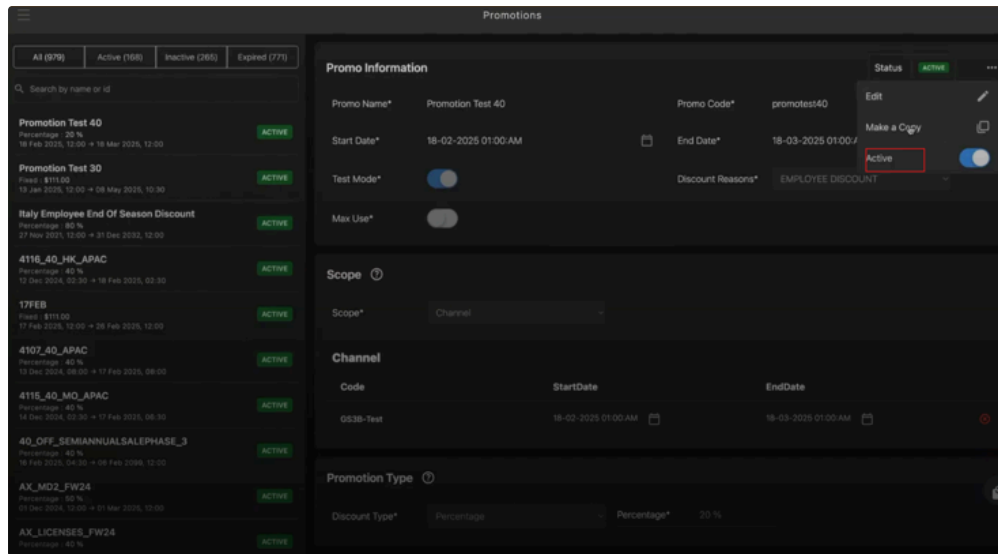 Promotions
All (979) Active (168) Inactive (265) Expired (771)
Search by name or id
Promotion Test 40
Percentage : 20 %
18 Feb 2025, 12:00 → 18 Mar 2025, 12:00
ACTIVE
Promotion Test 30
Fixed : $111.00
13 Jan 2025, 12:00 → 08 May 2025, 10:30
ACTIVE
Italy Employee End Of Season Discount
Percentage : 80 %
27 Nov 2021, 12:00 → 31 Dec 2032, 12:00
ACTIVE
4116_40_HK_APAC
Percentage : 40 %
12 Dec 2024, 02:30 → 18 Feb 2025, 02:30
ACTIVE
17FEB
Fixed : $111.00
17 Feb 2025, 12:00 → 28 Feb 2025, 12:00
ACTIVE
4107_40_APAC
Percentage : 40 %
13 Dec 2024, 08:00 → 17 Feb 2025, 08:00
ACTIVE
4115_40_MO_APAC
Percentage : 40 %
14 Dec 2024, 03:30 → 17 Feb 2025, 06:30
ACTIVE
40_OFF_SEMIANNUALSALEPHASE_3
Percentage : 40 %
18 Feb 2025, 04:30 → 09 Feb 2099, 12:00
ACTIVE
AX_MD2_FW24
Percentage : 50 %
01 Dec 2024, 12:00 → 01 Mar 2025, 12:00
ACTIVE
AX_LICENSES_FW24
Percentage : 40 %
ACTIVE
Promo Information
Status ACTIVE ...
Edit
Make a Copy
Active
Promo Name* Promotion Test 40 Promo Code* promotest40
Start Date* 18-02-2025 01:00:AM End Date* 18-03-2025 01:00:A
Test Mode* Discount Reasons* EMPLOYEE DISCOUNT
Max Use*
Scope
Scope* Channel
Channel
Code StartDate EndDate
GS3B-Test 18-02-2025 01:00:AM 18-03-2025 01:00:AM
Promotion Type
Discount Type* Percentage Percentage* 20 %